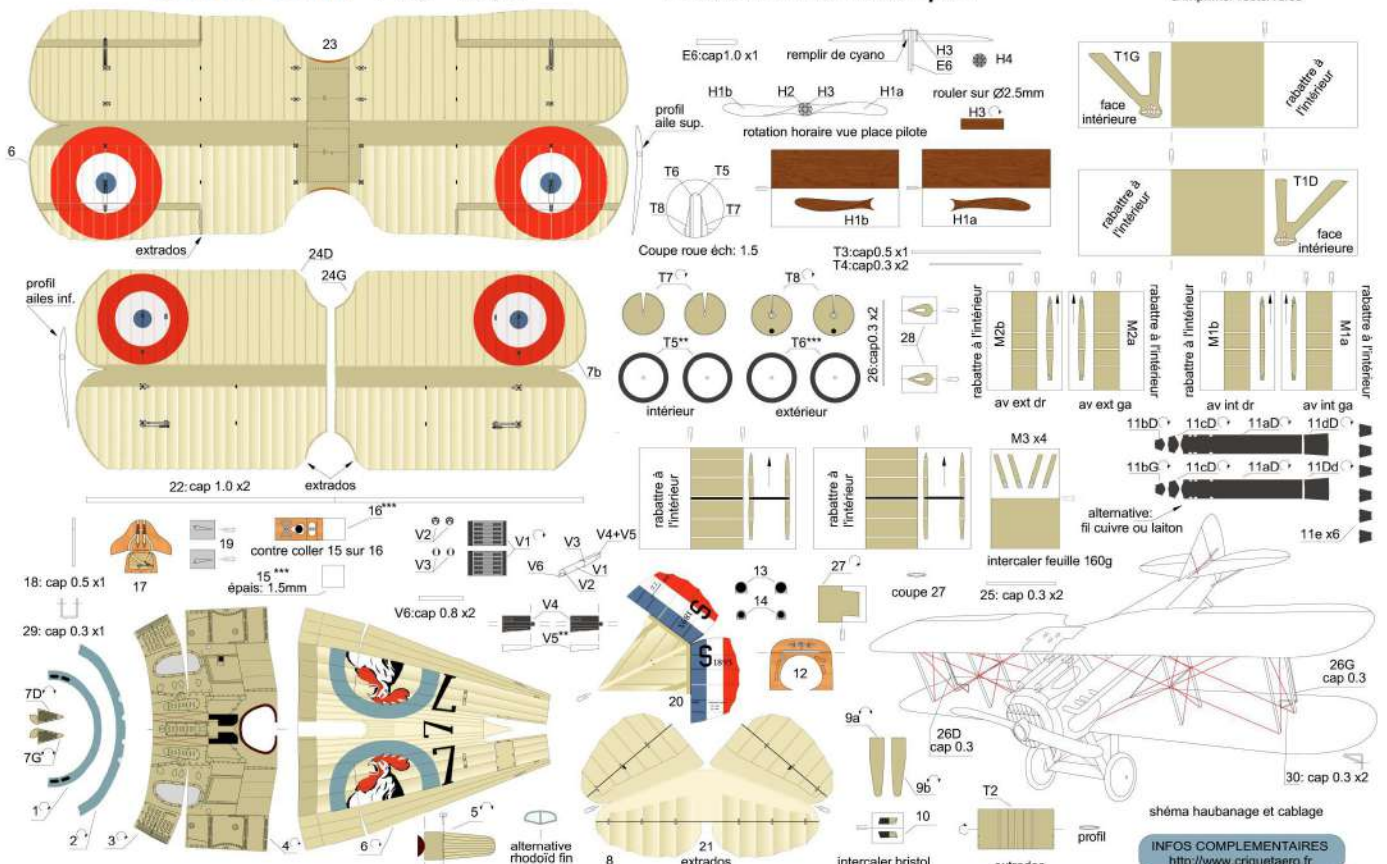 23
6
extrados
profil
aile sup.
E6:cap1.0 x1
remplir de cyano
H3
E6
H4
H1b
H2
H3
H1a
rouler sur Ø2.5mm
H3
rotation horaire vue place pilote
T6
T5
T8
T7
Coupe roue éch: 1.5
H1b
H1a
T3:cap0.5 x1
T4:cap0.3 x2
T1G
face
intérieure
rabattre à
l'intérieur
rabattre à
l'intérieur
T1D
face
intérieure
24D
24G
profil
ailes inf.
7b
extrados
22: cap 1.0 x2
T7
T8
T5**
T6***
intérieur
extérieur
26:cap0.3 x2
28
rabattre à l'intérieur
M2b
M2a
rabattre à l'intérieur
av ext dr
av ext ga
rabattre à l'intérieur
M1b
M1a
rabattre à l'intérieur
av int dr
av int ga
11bD
11cD
11aD
11dD
11bG
11cD
11aD
11Dd
alternative:
fil cuivre ou laiton
11e x6
rabattre à
l'intérieur
rabattre à
l'intérieur
M3 x4
intercaler feuille 160g
18: cap 0.5 x1
17
19
16***
contre coller 15 sur 16
15 ***
épais: 1.5mm
29: cap 0.3 x1
V2
V3
V1
V6
V3
V4+V5
V1
V2
V6:cap 0.8 x2
V4
V5**
13
14
27
coupe 27
25: cap 0.3 x2
S
S
1893
20
12
7D
7G
1
2
3
4
6
5
7
7
7
alternative
rhodoïd fin
8
21
extrados
9a
9b
10
intercaler bristol
T2
profil
extrados
26G
cap 0.3
26D
cap 0.3
30: cap 0.3 x2
shéma haubanage et cablage
INFOS COMPLEMENTAIRES
http://www.criquetaero.fr